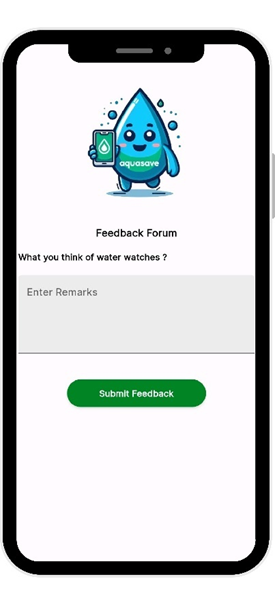 aquasave
Feedback Forum
What you think of water watches ?
Enter Remarks
Submit Feedback